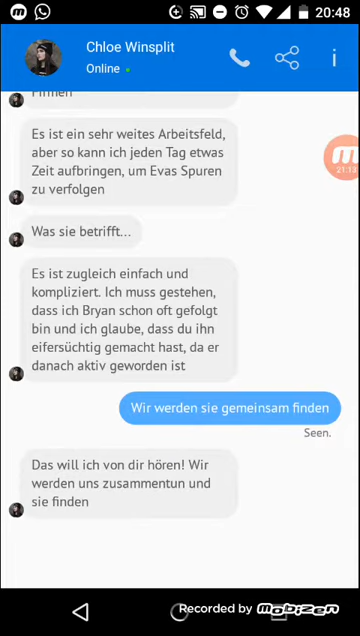 20:48
Chloe Winsplit
Online
Firmen
Es ist ein sehr weites Arbeitsfeld,
aber so kann ich jeden Tag etwas
Zeit aufbringen, um Evas Spuren
zu verfolgen
21:13
Was sie betrifft...
Es ist zugleich einfach und
kompliziert. Ich muss gestehen,
dass ich Bryan schon oft gefolgt
bin und ich glaube, dass du ihn
eifersüchtig gemacht hast, da er
danach aktiv geworden ist
Wir werden sie gemeinsam finden
Seen.
Das will ich von dir hören! Wir
werden uns zusammentun und
sie finden
Recorded by mobizen